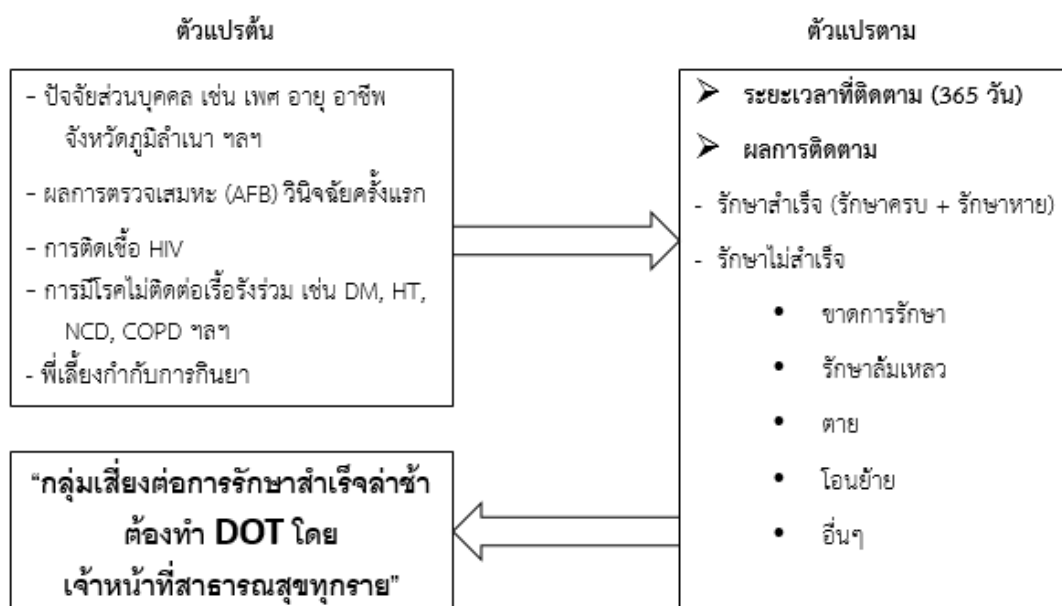 ตัวแปรต้น
- ปัจจัยส่วนบุคคล เช่น เพศ อายุ อาชีพ
จังหวัดภูมิลำเนา ฯลฯ
- ผลการตรวจเสมหะ (AFB) วินิจฉัยครั้งแรก
- การติดเชื้อ HIV
- การมีโรคไม่ติดต่อเรื้อรังร่วม เช่น DM, HT,
NCD, COPD ฯลฯ
- พี่เลี้ยงกำกับการกินยา
ตัวแปรตาม
➤ ระยะเวลาที่ติดตาม (365 วัน)
➤ ผลการติดตาม
- รักษาสำเร็จ (รักษาครบ + รักษาหาย)
- รักษาไม่สำเร็จ
• ขาดการรักษา
• รักษาล้มเหลว
• ตาย
• โอนย้าย
• อื่นๆ
“กลุ่มเสี่ยงต่อการรักษาสำเร็จล่าช้า
ต้องทำ DOT โดย
เจ้าหน้าที่สาธารณสุขทุกราย”